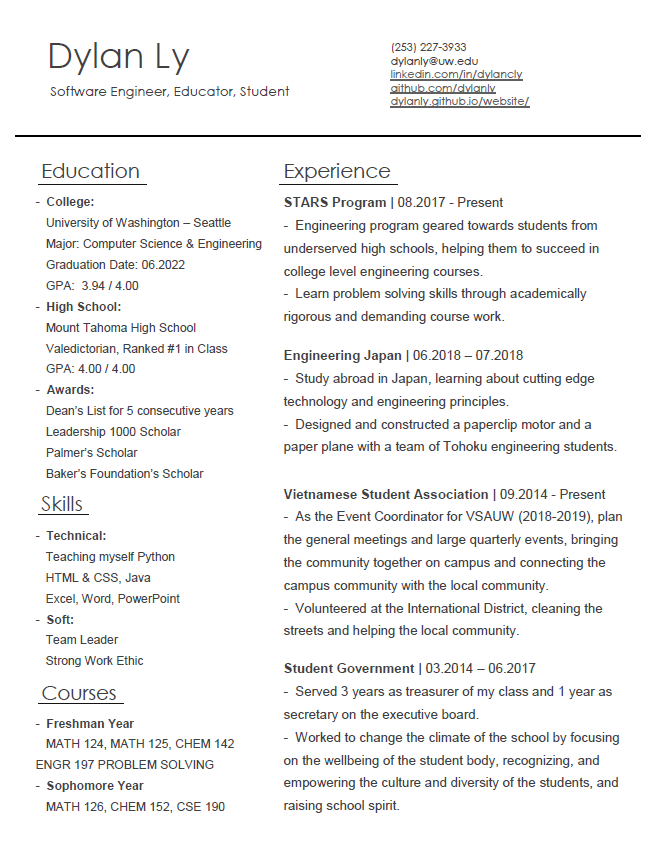 Dylan Ly
Software Engineer, Educator, Student
(253) 227-3933
dylanly@uw.edu
linkedin.com/in/dylancly
github.com/dylanly
dylanly.github.io/website/
Education
- College:
University of Washington – Seattle
Major: Computer Science & Engineering
Graduation Date: 06.2022
GPA: 3.94 / 4.00
- High School:
Mount Tahoma High School
Valedictorian, Ranked #1 in Class
GPA: 4.00 / 4.00
- Awards:
Dean's List for 5 consecutive years
Leadership 1000 Scholar
Palmer's Scholar
Baker's Foundation's Scholar
Skills
- Technical:
Teaching myself Python
HTML & CSS, Java
Excel, Word, PowerPoint
- Soft:
Team Leader
Strong Work Ethic
Courses
- Freshman Year
MATH 124, MATH 125, CHEM 142
ENGR 197 PROBLEM SOLVING
- Sophomore Year
MATH 126, CHEM 152, CSE 190
Experience
STARS Program | 08.2017 - Present
- Engineering program geared towards students from
underserved high schools, helping them to succeed in
college level engineering courses.
- Learn problem solving skills through academically
rigorous and demanding course work.
Engineering Japan | 06.2018 – 07.2018
- Study abroad in Japan, learning about cutting edge
technology and engineering principles.
- Designed and constructed a paperclip motor and a
paper plane with a team of Tohoku engineering students.
Vietnamese Student Association | 09.2014 - Present
- As the Event Coordinator for VSAUW (2018-2019), plan
the general meetings and large quarterly events, bringing
the community together on campus and connecting the
campus community with the local community.
- Volunteered at the International District, cleaning the
streets and helping the local community.
Student Government | 03.2014 – 06.2017
- Served 3 years as treasurer of my class and 1 year as
secretary on the executive board.
- Worked to change the climate of the school by focusing
on the wellbeing of the student body, recognizing, and
empowering the culture and diversity of the students, and
raising school spirit.